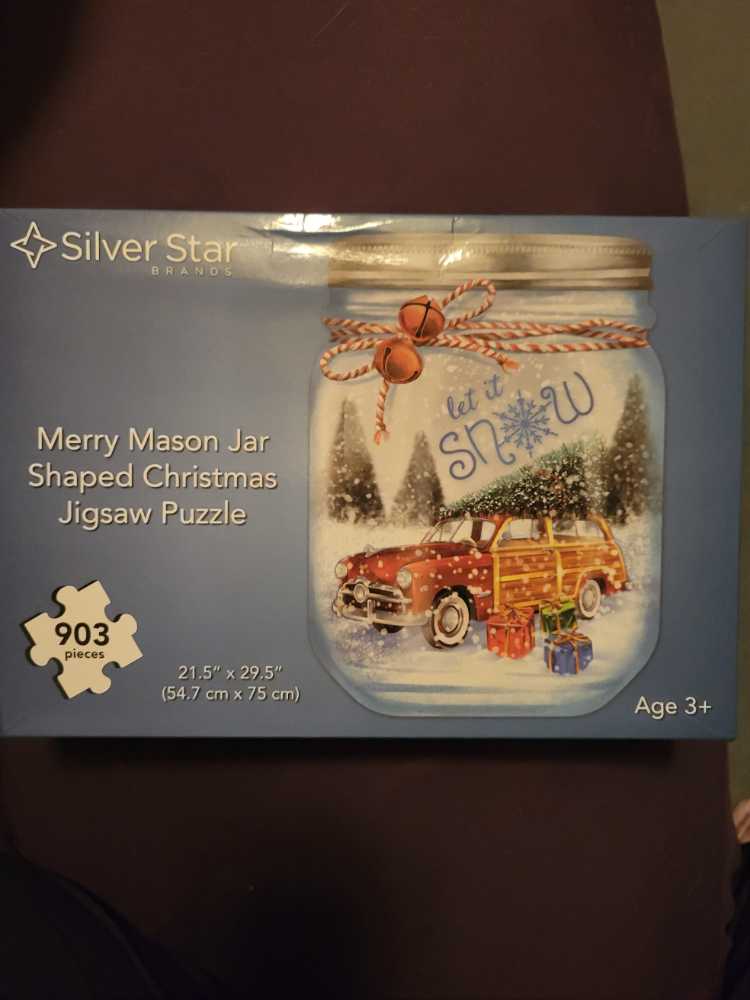 Silver Star
BRANDS
let it
SNOW
Merry Mason Jar
Shaped Christmas
Jigsaw Puzzle
903
pieces
21.5" x 29.5"
(54.7 cm x 75 cm)
Age 3+